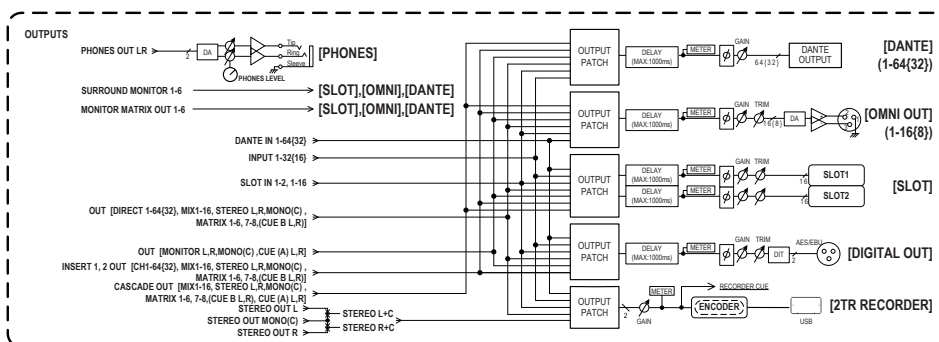 OUTPUTS
PHONES OUT LR
2
DA
Tip
Ring
Sleeve
[PHONES]
PHONES LEVEL
SURROUND MONITOR 1-6
[SLOT],[OMNI],[DANTE]
MONITOR MATRIX OUT 1-6
[SLOT],[OMNI],[DANTE]
DANTE IN 1-64{32}
INPUT 1-32{16}
SLOT IN 1-2, 1-16
OUT [DIRECT 1-64{32}, MIX1-16, STEREO L,R,MONO(C) ,
MATRIX 1-6, 7-8,(CUE B L,R)]
OUT [MONITOR L,R,MONO(C) ,CUE (A) L,R]
INSERT 1, 2 OUT [CH1-64{32}, MIX1-16, STEREO L,R,MONO(C) ,
MATRIX 1-6, 7-8,(CUE B L,R)]
CASCADE OUT [MIX1-16, STEREO L,R,MONO(C) ,
MATRIX 1-6, 7-8,(CUE B L,R), CUE (A) L,R]
STEREO OUT L
STEREO OUT MONO(C)
STEREO OUT R
STEREO L+C
STEREO R+C
OUTPUT
PATCH
DELAY
(MAX:1000ms)
METER
ϕ
GAIN
64{32}
DANTE
OUTPUT
[DANTE]
(1-64{32})
OUTPUT
PATCH
DELAY
(MAX:1000ms)
METER
ϕ
GAIN TRIM
16{8}
DA
[OMNI OUT]
(1-16{8})
OUTPUT
PATCH
DELAY
(MAX:1000ms)
METER
ϕ
GAIN TRIM
16
SLOT1
DELAY
(MAX:1000ms)
METER
ϕ
16
SLOT2
[SLOT]
OUTPUT
PATCH
DELAY
(MAX:1000ms)
METER
ϕ
GAIN TRIM
DIT
2
AES/EBU
[DIGITAL OUT]
OUTPUT
PATCH
2
GAIN
METER
RECORDER CUE
(ENCODER)
USB
[2TR RECORDER]